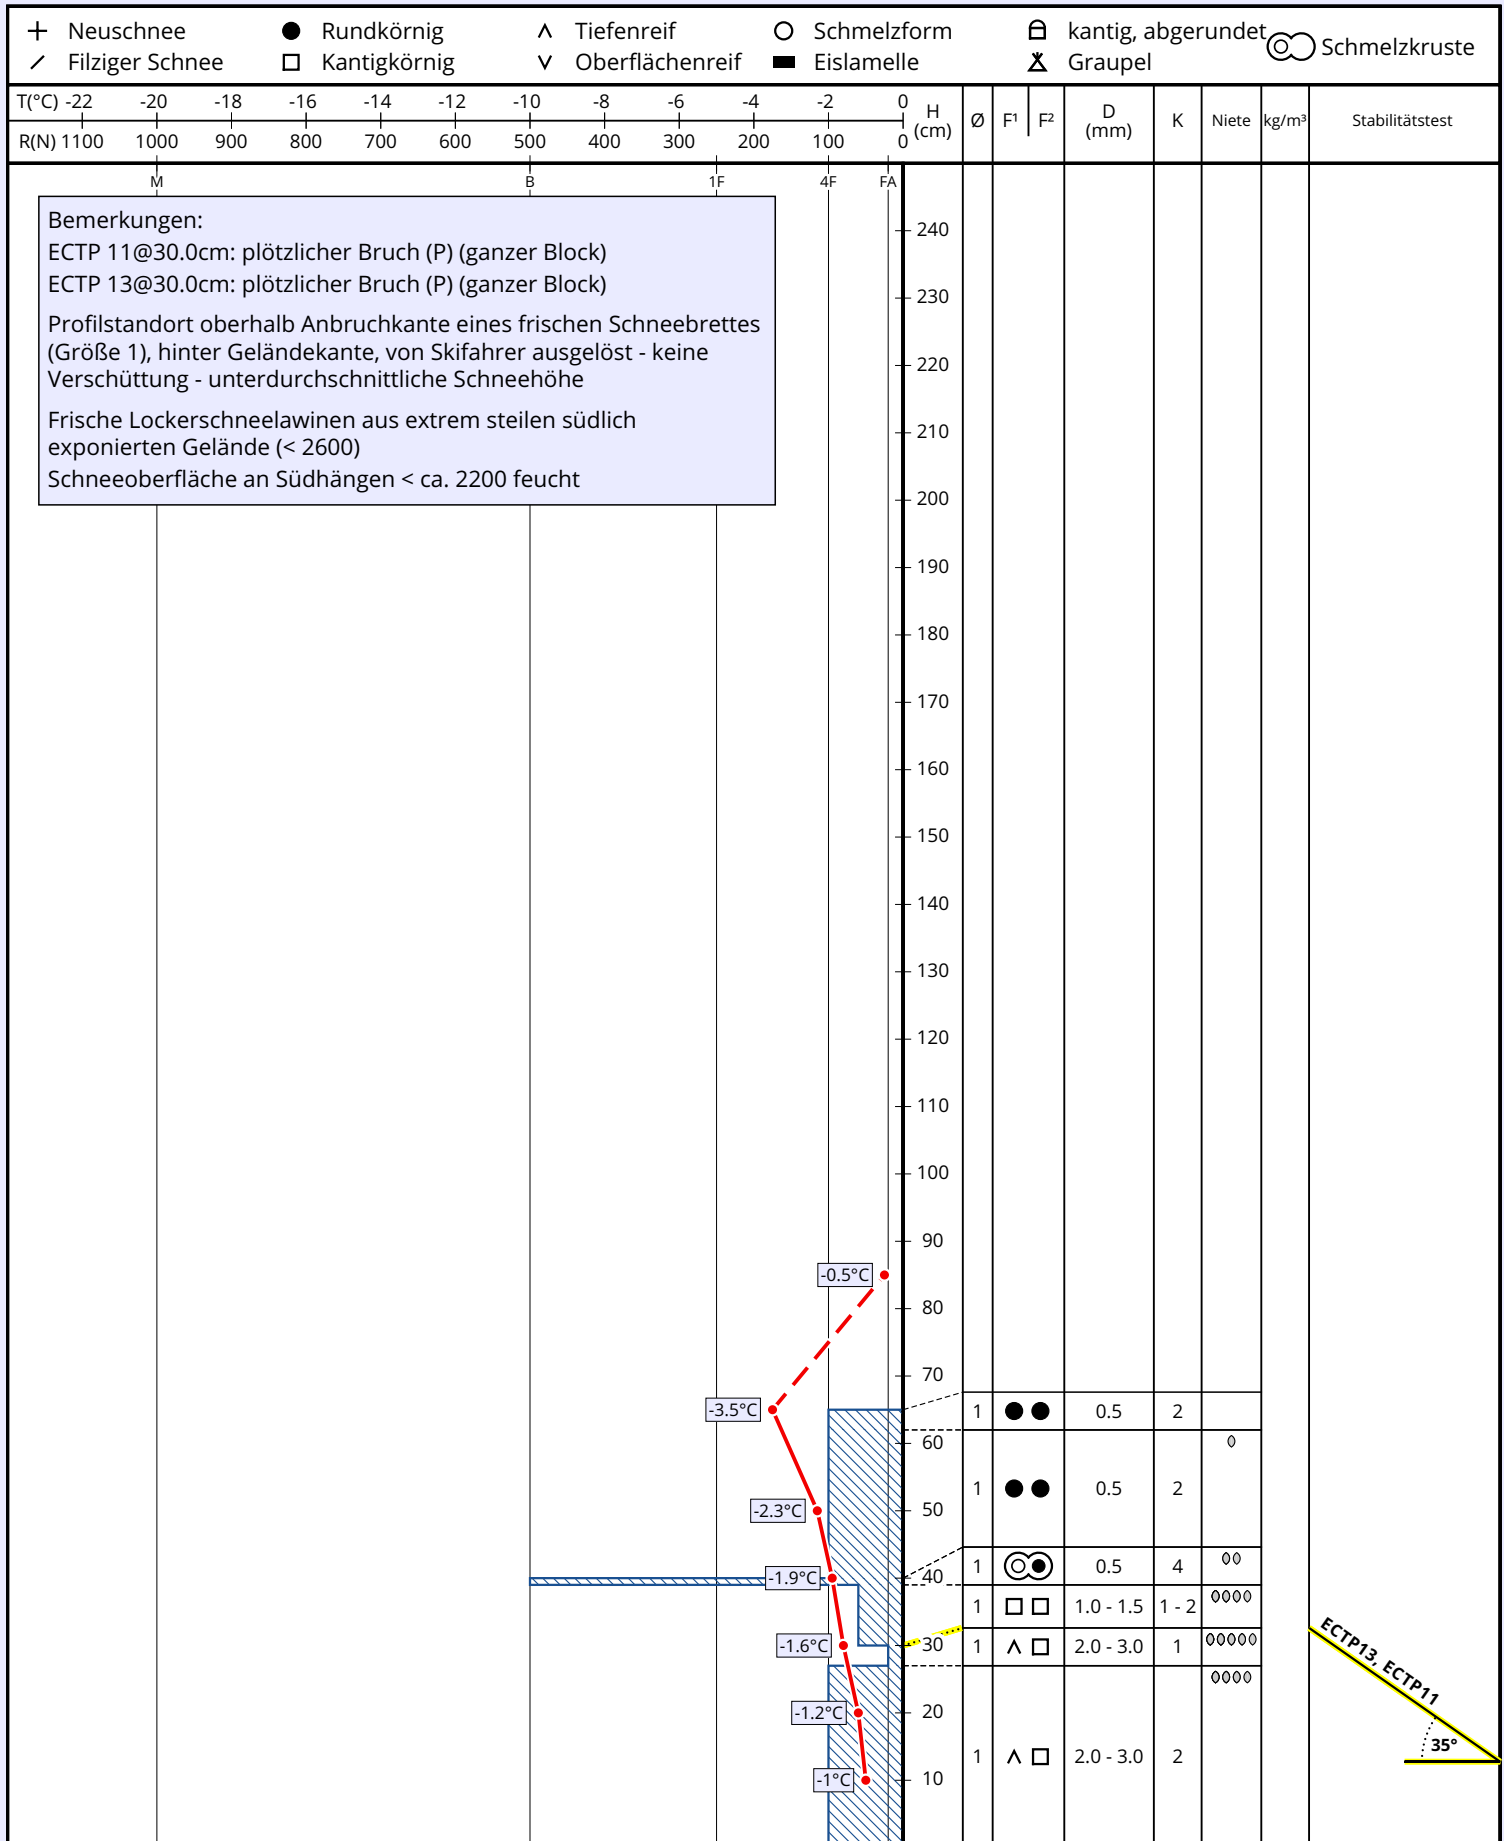 Neuschnee Rundkörnig Tiefenreif Schmelzform kantig, abgerundet Schmelzkruste
Filziger Schnee Kantigkörnig Oberflächenreif Eislamelle Graupel
T(°C) -22 -20 -18 -16 -14 -12 -10 -8 -6 -4 -2 0
R(N) 1100 1000 900 800 700 600 500 400 300 200 100 0
H (cm) Ø F¹ F² D (mm) K Niete kg/m³ Stabilitätstest
M B 1F 4F FA
Bemerkungen:
ECTP 11@30.0cm: plötzlicher Bruch (P) (ganzer Block)
ECTP 13@30.0cm: plötzlicher Bruch (P) (ganzer Block)
Profilstandort oberhalb Anbruchkante eines frischen Schneebrettes
(Größe 1), hinter Geländekante, von Skifahrer ausgelöst - keine
Verschüttung - unterdurchschnittliche Schneehöhe
Frische Lockerschneelawinen aus extrem steilen südlich
exponierten Gelände (< 2600)
Schneeoberfläche an Südhängen < ca. 2200 feucht
240
230
220
210
200
190
180
170
160
150
140
130
120
110
100
90
-0.5°C
80
70
-3.5°C 1 0.5 2
60
1 0.5 2
-2.3°C 50
1 0.5 4
-1.9°C 40
1 1.0 - 1.5 1 - 2
-1.6°C 30 1 2.0 - 3.0 1
ECTP13, ECTP11
-1.2°C 20
35°
1 2.0 - 3.0 2
-1°C 10